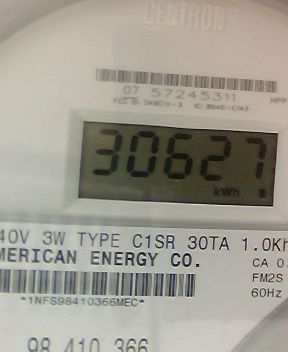 CENTRON
07 57245311
30627
kWh
40V 3W TYPE C1SR 30TA 1.0Kh
MERICAN ENERGY CO.
CA 0.
FM2S
60Hz
*1NFS98410366MEC*
98 410 366